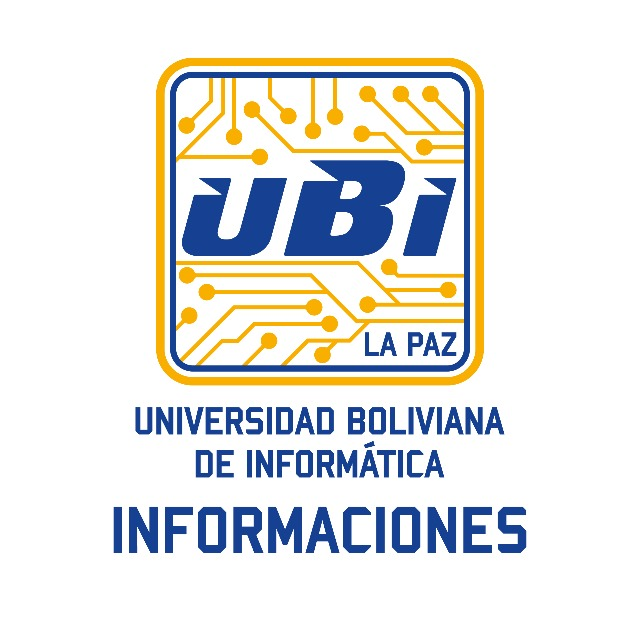 UBI
LA PAZ
UNIVERSIDAD BOLIVIANA
DE INFORMÁTICA
INFORMACIONES